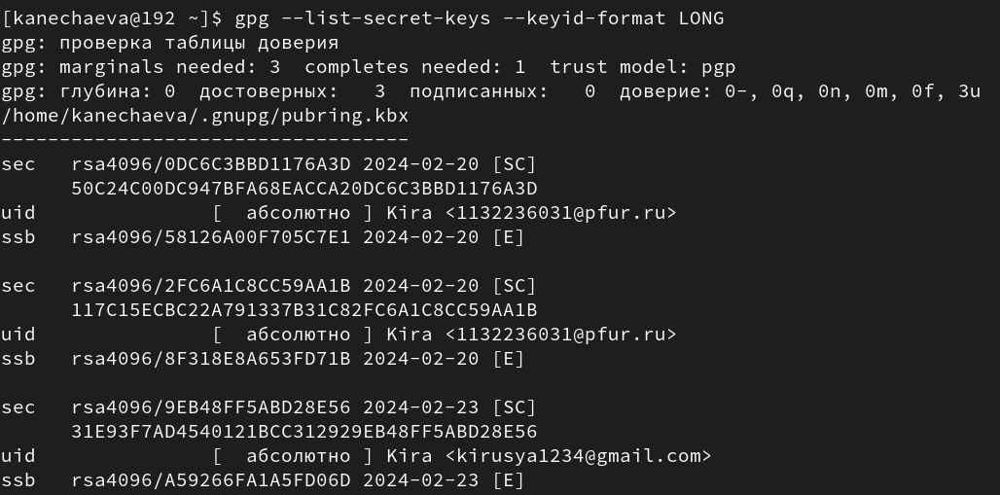 [kanechaeva@192 ~]$ gpg --list-secret-keys --keyid-format LONG
gpg: проверка таблицы доверия
gpg: marginals needed: 3  completes needed: 1  trust model: pgp
gpg: глубина: 0  достоверных:   3  подписанных:   0  доверие: 0-, 0q, 0n, 0m, 0f, 3u
/home/kanechaeva/.gnupg/pubring.kbx
-----------------------------------
sec   rsa4096/0DC6C3BBD1176A3D 2024-02-20 [SC]
      50C24C00DC947BFA68EACCA20DC6C3BBD1176A3D
uid               [  абсолютно ] Kira <1132236031@pfur.ru>
ssb   rsa4096/58126A00F705C7E1 2024-02-20 [E]

sec   rsa4096/2FC6A1C8CC59AA1B 2024-02-20 [SC]
      117C15ECBC22A791337B31C82FC6A1C8CC59AA1B
uid               [  абсолютно ] Kira <1132236031@pfur.ru>
ssb   rsa4096/8F318E8A653FD71B 2024-02-20 [E]

sec   rsa4096/9EB48FF5ABD28E56 2024-02-23 [SC]
      31E93F7AD4540121BCC312929EB48FF5ABD28E56
uid               [  абсолютно ] Kira <kirusya1234@gmail.com>
ssb   rsa4096/A59266FA1A5FD06D 2024-02-23 [E]